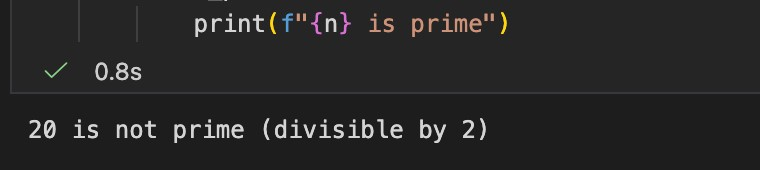 print(f"{n} is prime")
0.8s
20 is not prime (divisible by 2)